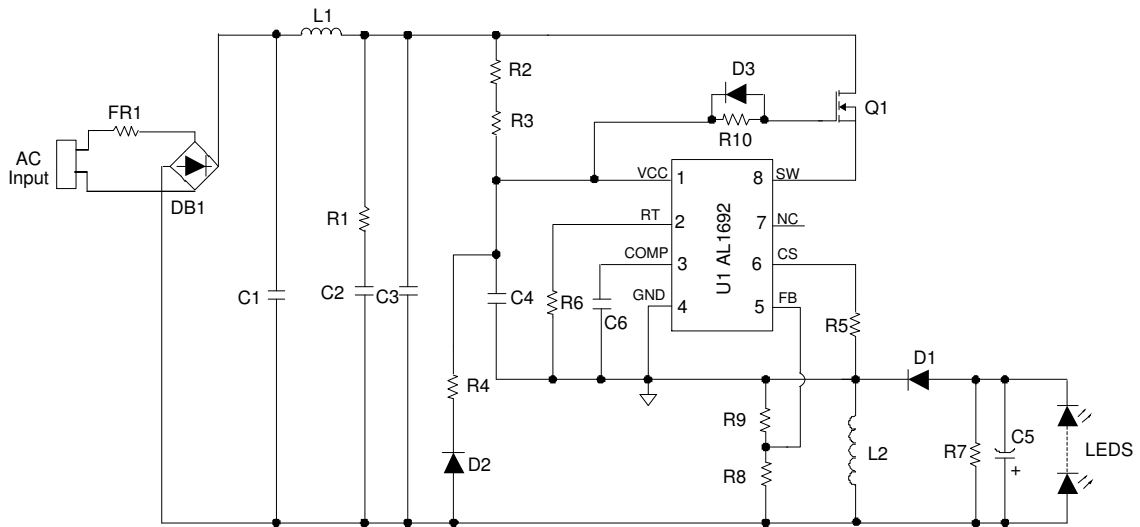 L1
R2
D3
FR1
R3
Q1
R10
AC
Input
VCC
1
8
SW
DB1
R1
RT
2
7
NC
U1 AL1692
COMP
3
6
CS
C1
C2
C3
C4
R6
C6
GND
4
5
FB
R5
D1
R4
R9
C5
L2
R7
LEDS
D2
R8
+